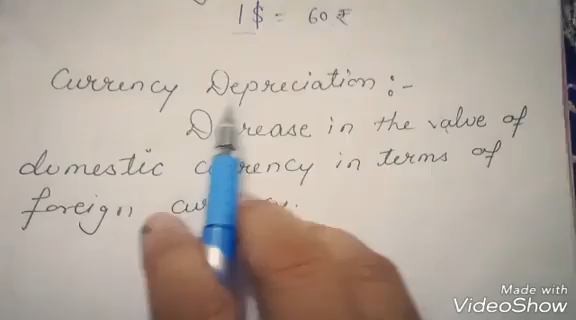 1$ = 60 ₹
Currency Depreciation :-
Decrease in the value of
domestic currency in terms of
foreign
Made with
VideoShow